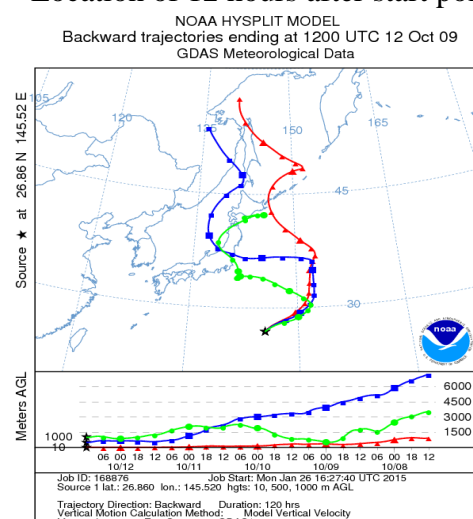 Location of 12 hours after start po
NOAA HYSPLIT MODEL
Backward trajectories ending at 1200 UTC 12 Oct 09
GDAS Meteorological Data
Source ★ at 26.86 N 145.52 E
105
120
135
150
165
45
30
noaa
Meters AGL
6000
4500
3000
1500
1000
10
06 00 18 12 06 00 18 12 06 00 18 12 06 00 18 12 06 00 18 12
10/12 10/11 10/10 10/09 10/08
Job ID: 168876 Job Start: Mon Jan 26 16:27:40 UTC 2015
Source 1 lat.: 26.860 lon.: 145.520 hgts: 10, 500, 1000 m AGL
Trajectory Direction: Backward Duration: 120 hrs
Vertical Motion Calculation Method: Model Vertical Velocity